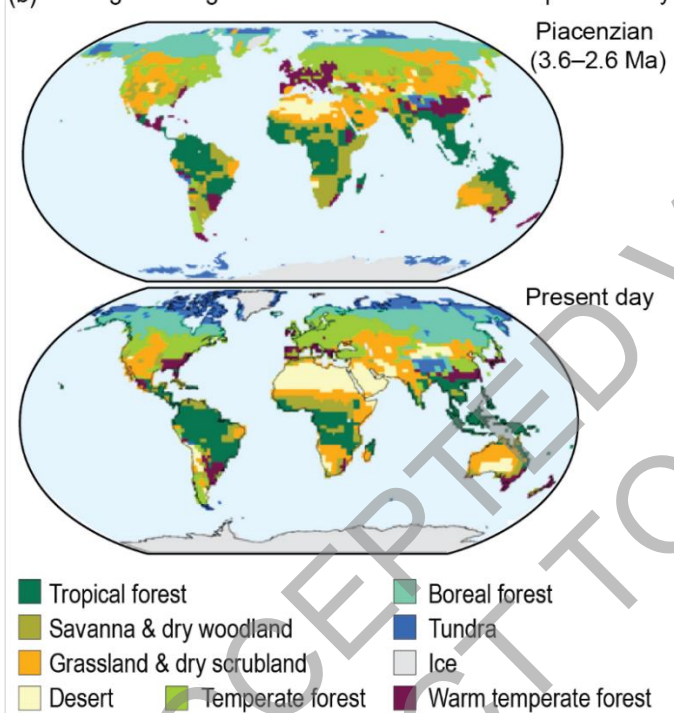 Piacenzian
(3.6–2.6 Ma)
Present day
Tropical forest
Boreal forest
Savanna & dry woodland
Tundra
Grassland & dry scrubland
Ice
Desert
Temperate forest
Warm temperate forest